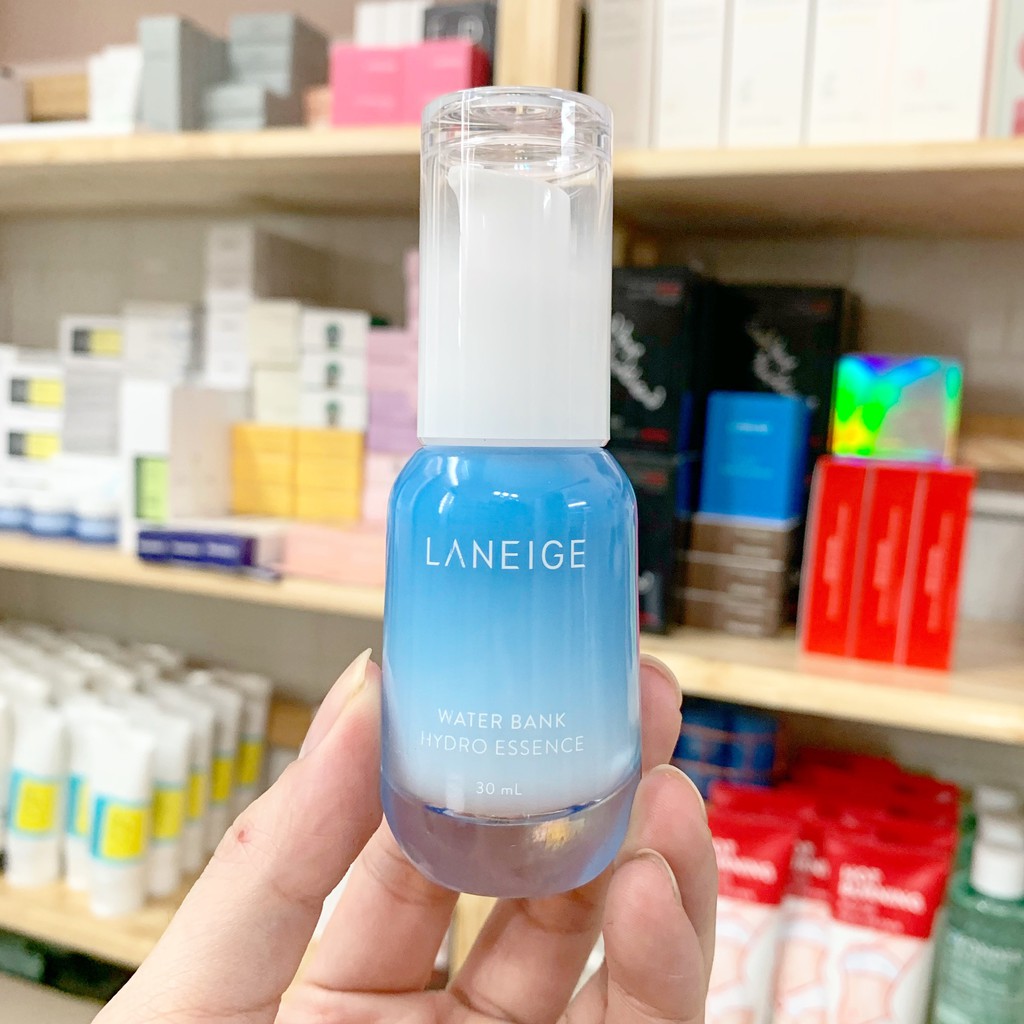 LANEIGE
WATER BANK
HYDRO ESSENCE
30 mL